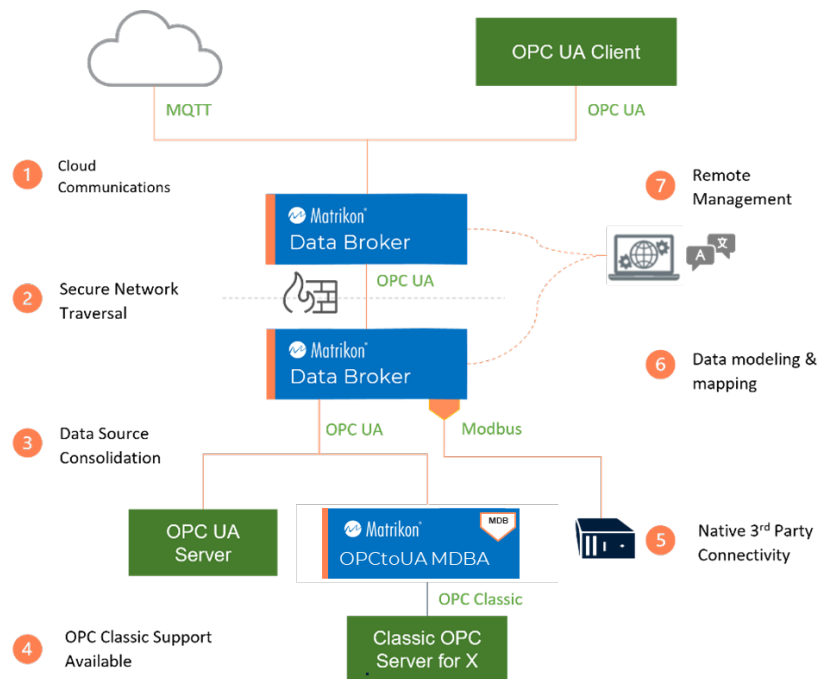 OPC UA Client
MQTT
OPC UA
1
Cloud
Communications
7
Remote
Management
Matrikon®
Data Broker
A 文
OPC UA
2
Secure Network
Traversal
Matrikon®
Data Broker
6
Data modeling &
mapping
3
Data Source
Consolidation
OPC UA
Modbus
OPC UA
Server
Matrikon®
MDB
OPCtoUA MDBA
5
Native 3rd Party
Connectivity
OPC Classic
4
OPC Classic Support
Available
Classic OPC
Server for X